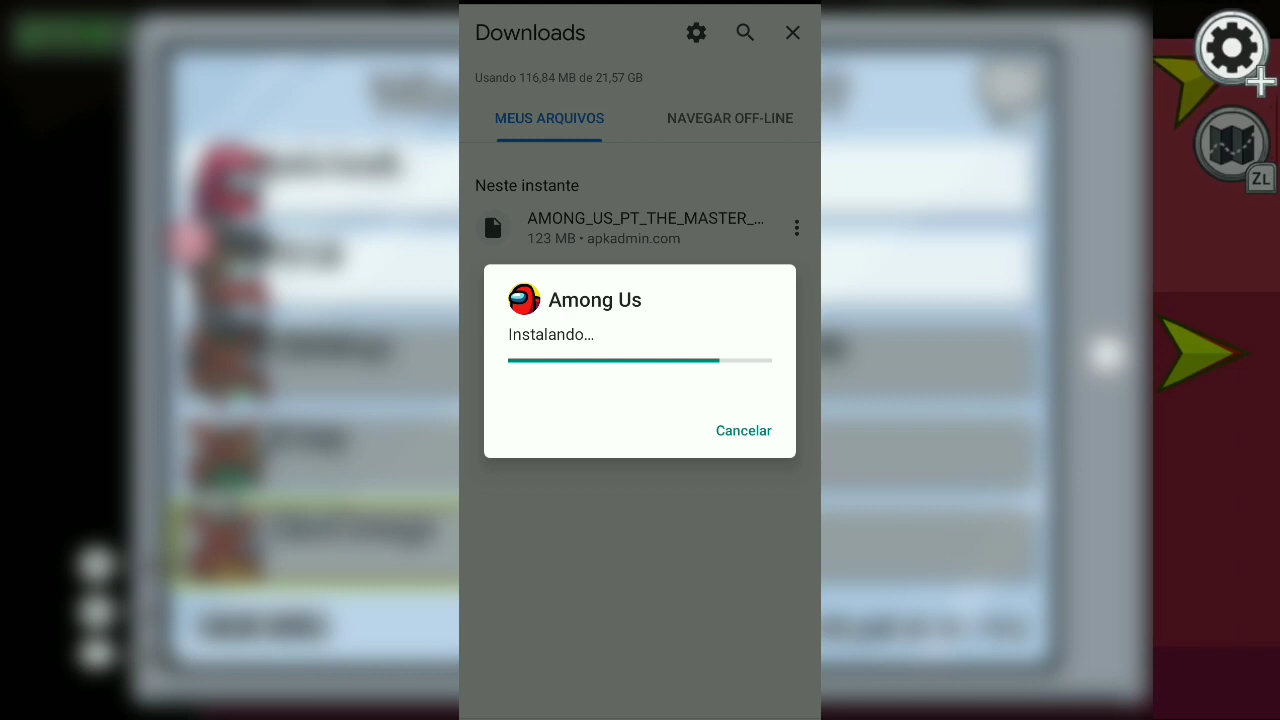 Downloads
Usando 116,84 MB de 21,57 GB
MEUS ARQUIVOS
NAVEGAR OFF-LINE
Neste instante
AMONG_US_PT_THE_MASTER_...
123 MB • apkadmin.com
Among Us
Instalando...
Cancelar
ZL